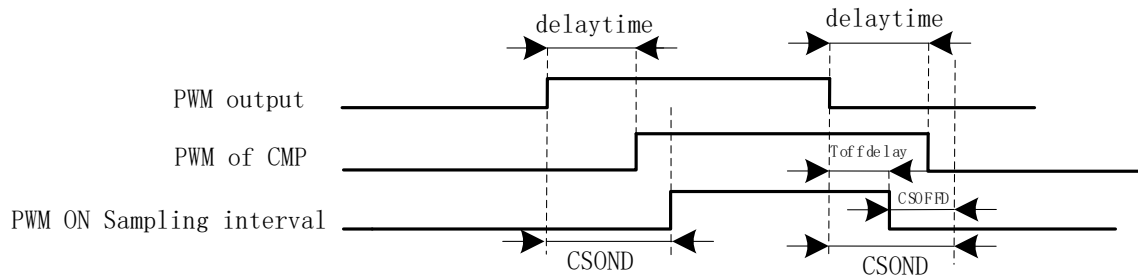 delaytime
delaytime
PWM output
PWM of CMP
Toffdelay
PWM ON Sampling interval
CSOFFD
CSOND
CSOND